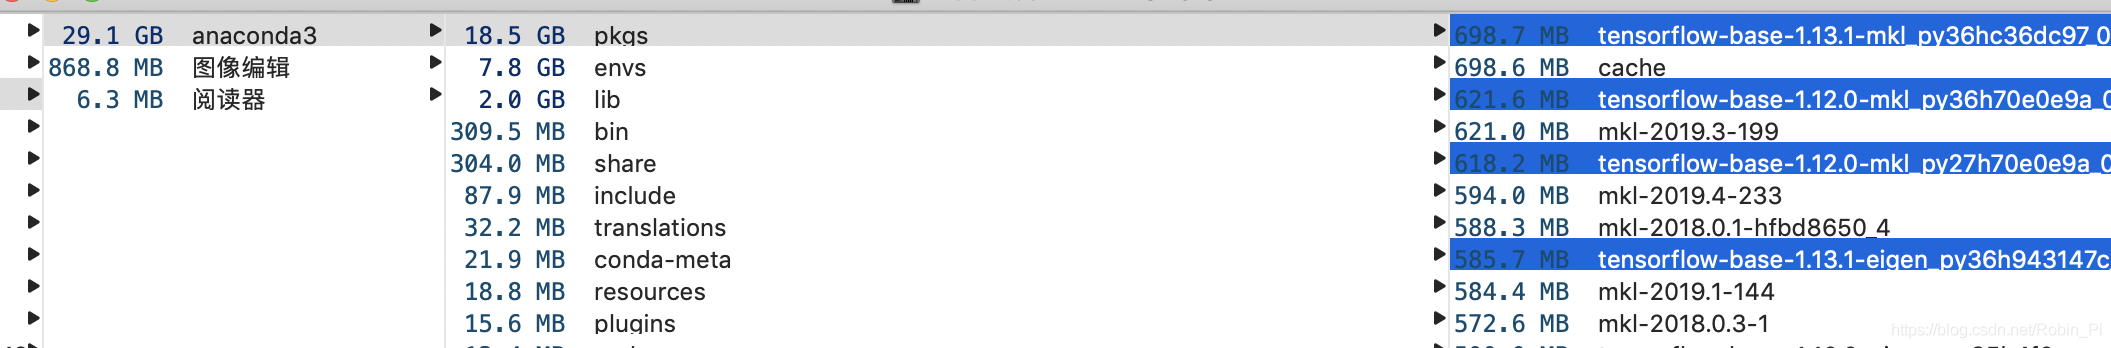 29.1 GB anaconda3
868.8 MB 图像编辑
6.3 MB 阅读器
18.5 GB pkgs
7.8 GB envs
2.0 GB lib
309.5 MB bin
304.0 MB share
87.9 MB include
32.2 MB translations
21.9 MB conda-meta
18.8 MB resources
15.6 MB plugins
698.7 MB tensorflow-base-1.13.1-mkl_py36hc36dc97_0
698.6 MB cache
621.6 MB tensorflow-base-1.12.0-mkl_py36h70e0e9a_0
621.0 MB mkl-2019.3-199
618.2 MB tensorflow-base-1.12.0-mkl_py27h70e0e9a_0
594.0 MB mkl-2019.4-233
588.3 MB mkl-2018.0.1-hfbd8650_4
585.7 MB tensorflow-base-1.13.1-eigen_py36h943147c
584.4 MB mkl-2019.1-144
572.6 MB mkl-2018.0.3-1
https://blog.csdn.net/Robin_Pi